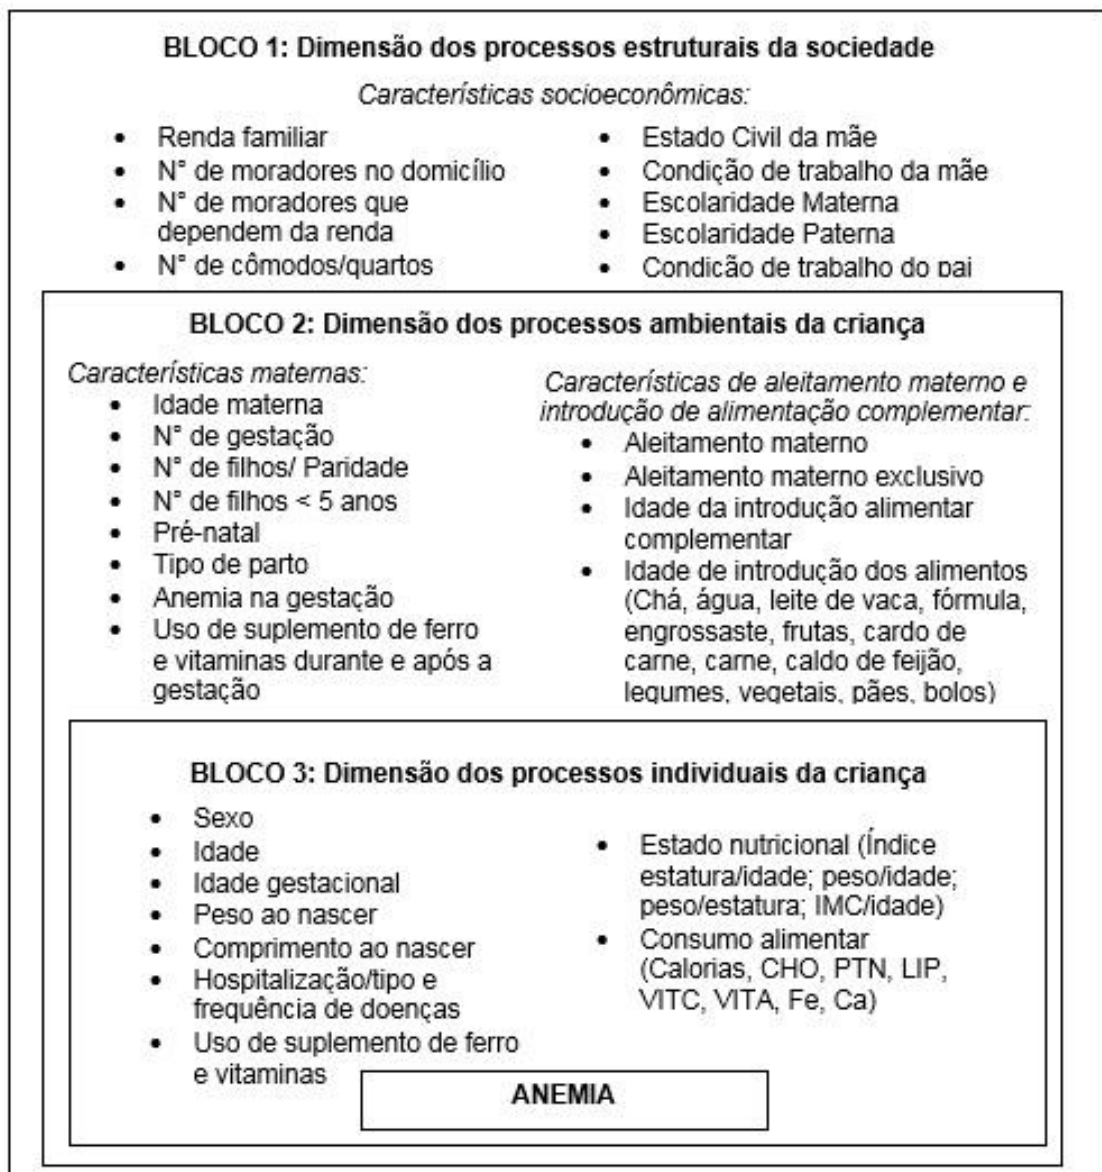 BLOCO 1: Dimensão dos processos estruturais da sociedade
Características socioeconômicas:
• Renda familiar
• N° de moradores no domicílio
• N° de moradores que
dependem da renda
• N° de cômodos/quartos
• Estado Civil da mãe
• Condição de trabalho da mãe
• Escolaridade Materna
• Escolaridade Paterna
• Condição de trabalho do pai
BLOCO 2: Dimensão dos processos ambientais da criança
Características maternas:
• Idade materna
• N° de gestação
• N° de filhos/ Paridade
• N° de filhos < 5 anos
• Pré-natal
• Tipo de parto
• Anemia na gestação
• Uso de suplemento de ferro
e vitaminas durante e após a
gestação
Características de aleitamento materno e
introdução de alimentação complementar:
• Aleitamento materno
• Aleitamento materno exclusivo
• Idade da introdução alimentar
complementar
• Idade de introdução dos alimentos
(Chá, água, leite de vaca, fórmula,
engrossaste, frutas, cardo de
carne, carne, caldo de feijão,
legumes, vegetais, pães, bolos)
BLOCO 3: Dimensão dos processos individuais da criança
• Sexo
• Idade
• Idade gestacional
• Peso ao nascer
• Comprimento ao nascer
• Hospitalização/tipo e
frequência de doenças
• Uso de suplemento de ferro
e vitaminas
• Estado nutricional (Índice
estatura/idade; peso/idade;
peso/estatura; IMC/idade)
• Consumo alimentar
(Calorias, CHO, PTN, LIP,
VITC, VITA, Fe, Ca)
ANEMIA